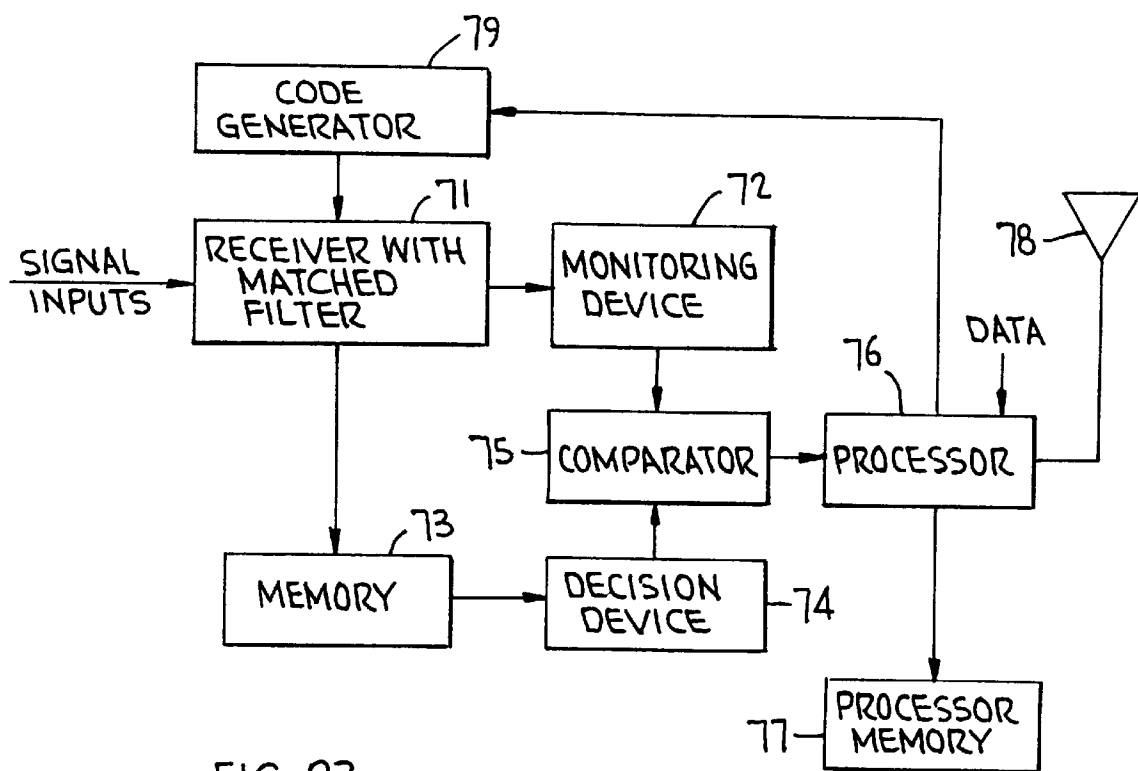 79
CODE
GENERATOR
71
72
SIGNAL
INPUTS
RECEIVER WITH
MATCHED
FILTER
MONITORING
DEVICE
78
DATA
76
75
COMPARATOR
PROCESSOR
73
MEMORY
DECISION
DEVICE
74
77
PROCESSOR
MEMORY